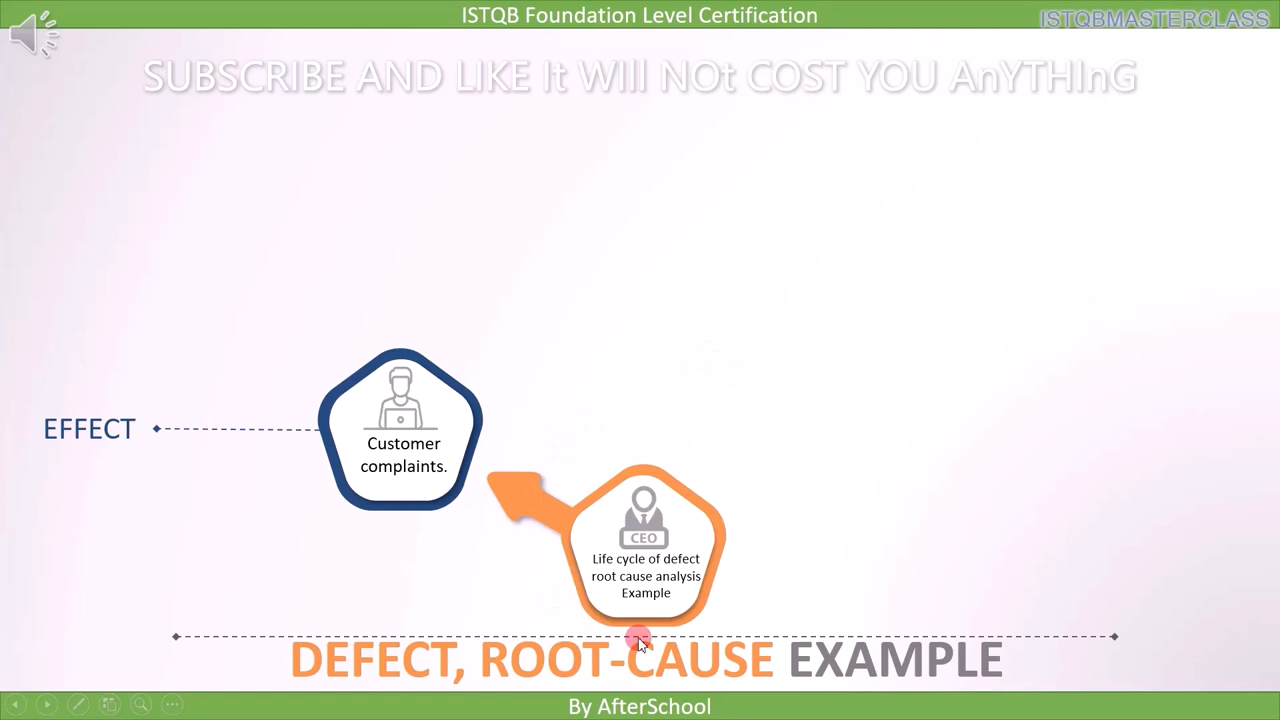 ISTQB Foundation Level Certification
ISTQBMASTERCLASS
SUBSCRIBE AND LIKE It WIll NOt COST YOU AnYTHInG
EFFECT
Customer
complaints.
CEO
Life cycle of defect
root cause analysis
Example
DEFECT, ROOT-CAUSE EXAMPLE
By AfterSchool